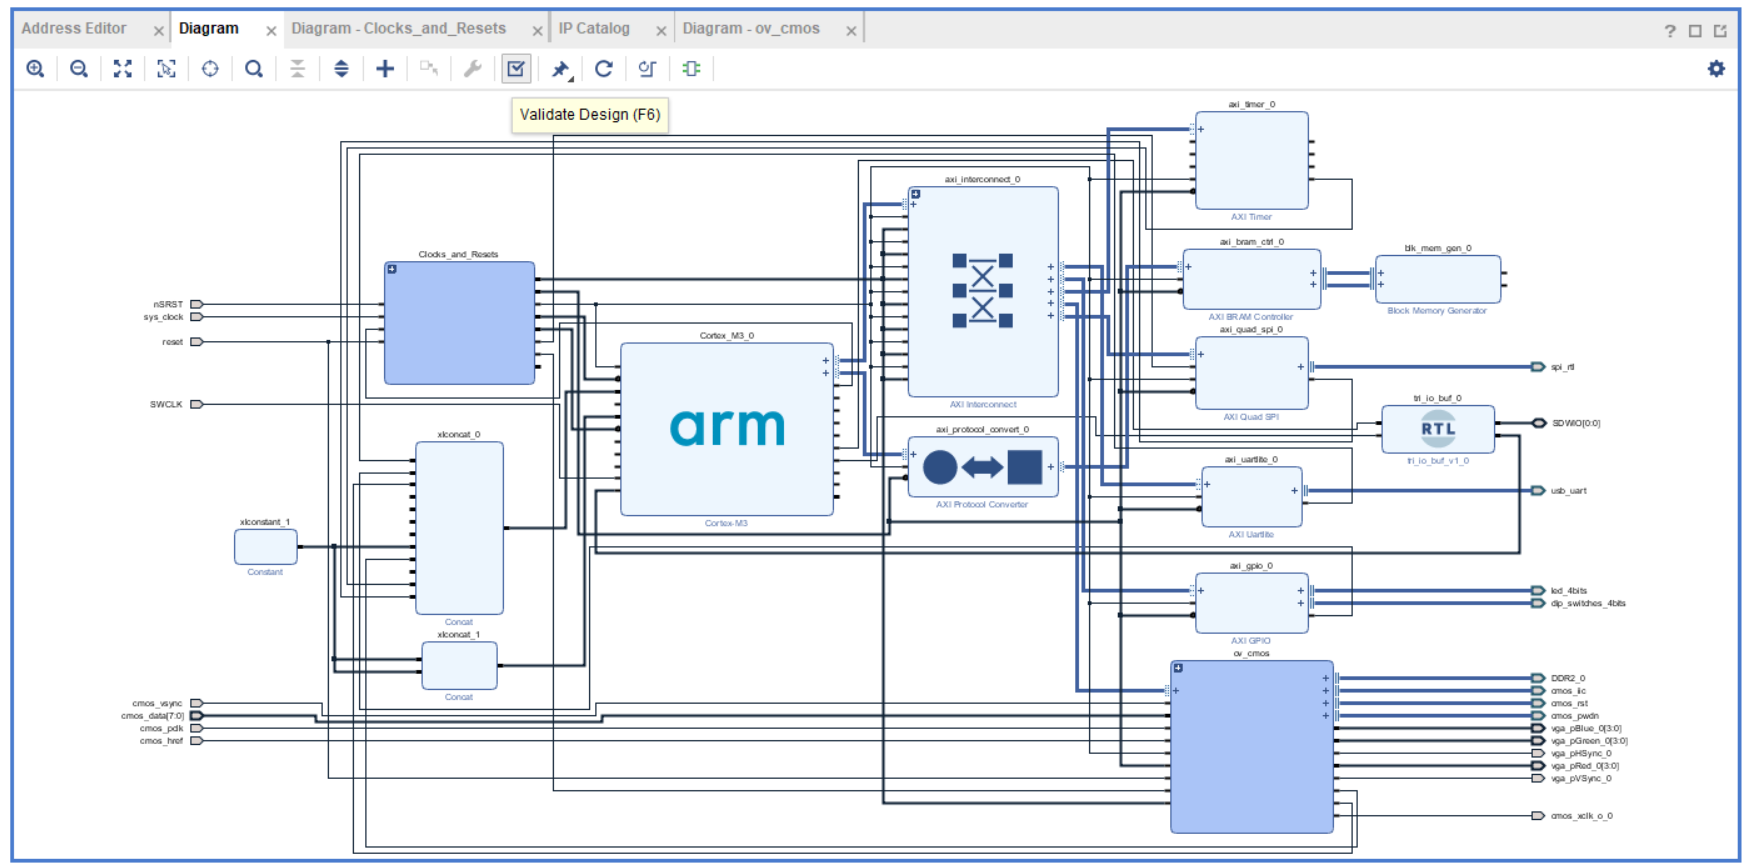 Address Editor
Diagram
Diagram - Clocks_and_Resets
IP Catalog
Diagram - ov_cmos
Validate Design (F6)
axi_timer_0
AXI Timer
axi_interconnect_0
AXI Interconnect
axi_bram_ctrl_0
AXI BRAM Controller
blk_mem_gen_0
Block Memory Generator
Clocks_and_Resets
nSRST
sys_clock
reset
SWCLK
Cortex_M3_0
arm
Cortex-M3
axi_quad_spi_0
AXI Quad SPI
spi_rtl
tri_io_buf_0
RTL
tri_io_buf_v1_0
SDWIO[0:0]
axi_protocol_convert_0
AXI Protocol Converter
axi_uartlite_0
AXI Uartlite
usb_uart
xlconcat_0
Concat
xlconstant_1
Constant
xlconcat_1
Concat
axi_gpio_0
AXI GPIO
led_4bits
dip_switches_4bits
ov_cmos
cmos_vsync
cmos_data[7:0]
cmos_pclk
cmos_href
DDR2_0
cmos_iic
cmos_rst
cmos_pwdn
vga_pBlue_0[3:0]
vga_pGreen_0[3:0]
vga_pHSync_0
vga_pRed_0[3:0]
vga_pVSync_0
cmos_xclk_o_0